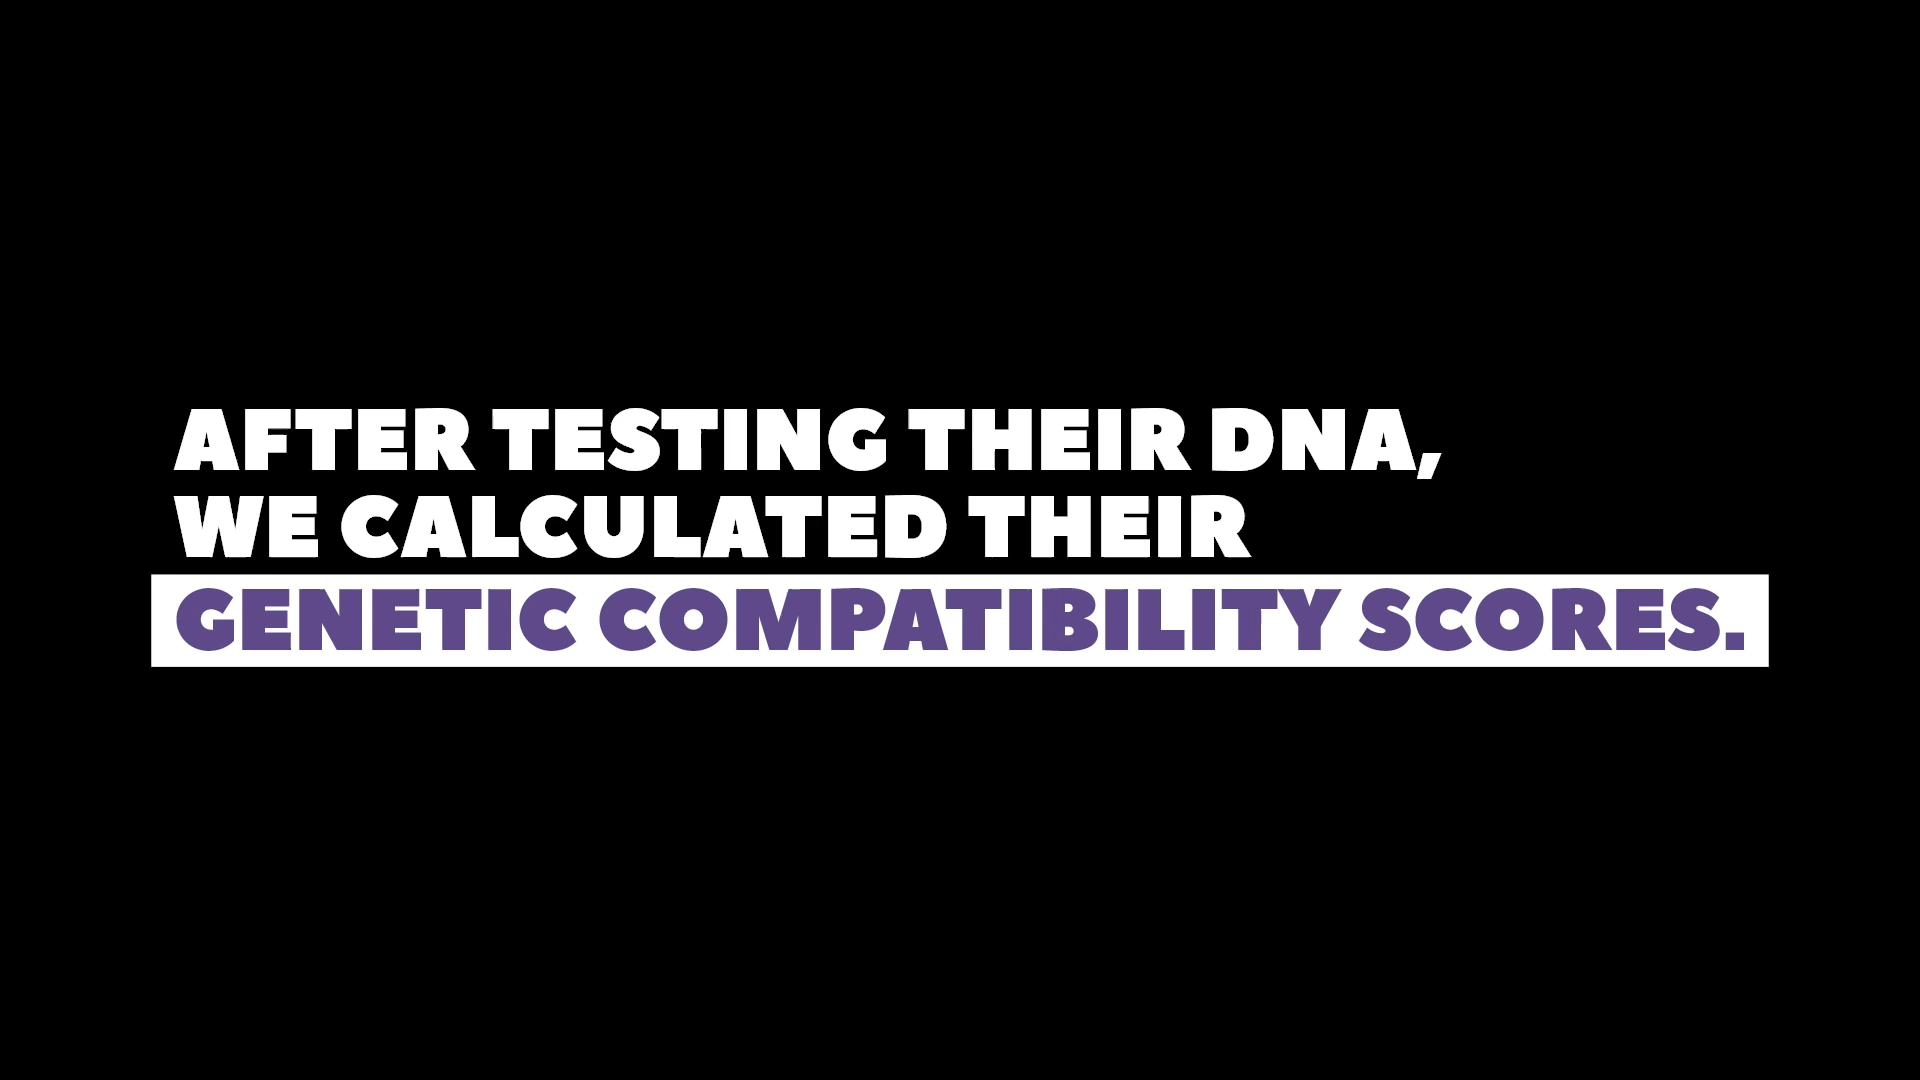 AFTER TESTING THEIR DNA,
WE CALCULATED THEIR
GENETIC COMPATIBILITY SCORES.